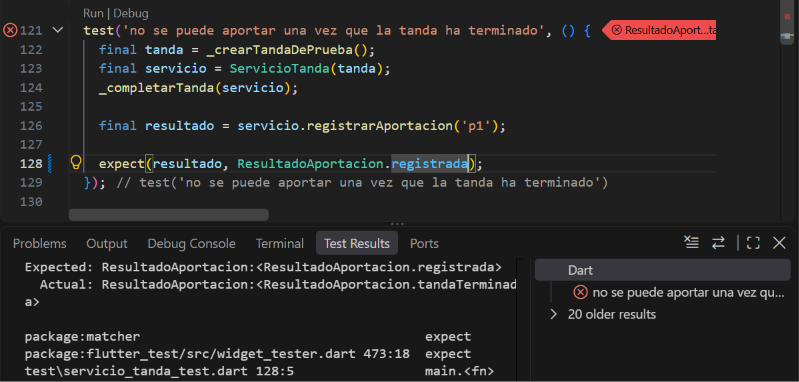 Run | Debug
121 test('no se puede aportar una vez que la tanda ha terminado', () { ResultadoAport...ta
122 final tanda = _crearTandaDePrueba();
123 final servicio = ServicioTanda(tanda);
124 _completarTanda(servicio);
125
126 final resultado = servicio.registrarAportacion('p1');
127
128 expect(resultado, ResultadoAportacion.registrada);
129 }); // test('no se puede aportar una vez que la tanda ha terminado')
130
Problems Output Debug Console Terminal Test Results Ports
Expected: ResultadoAportacion:<ResultadoAportacion.registrada>
Actual: ResultadoAportacion:<ResultadoAportacion.tandaTerminad
a>
package:matcher expect
package:flutter_test/src/widget_tester.dart 473:18 expect
test\servicio_tanda_test.dart 128:5 main.<fn>
Dart
no se puede aportar una vez qu...
20 older results